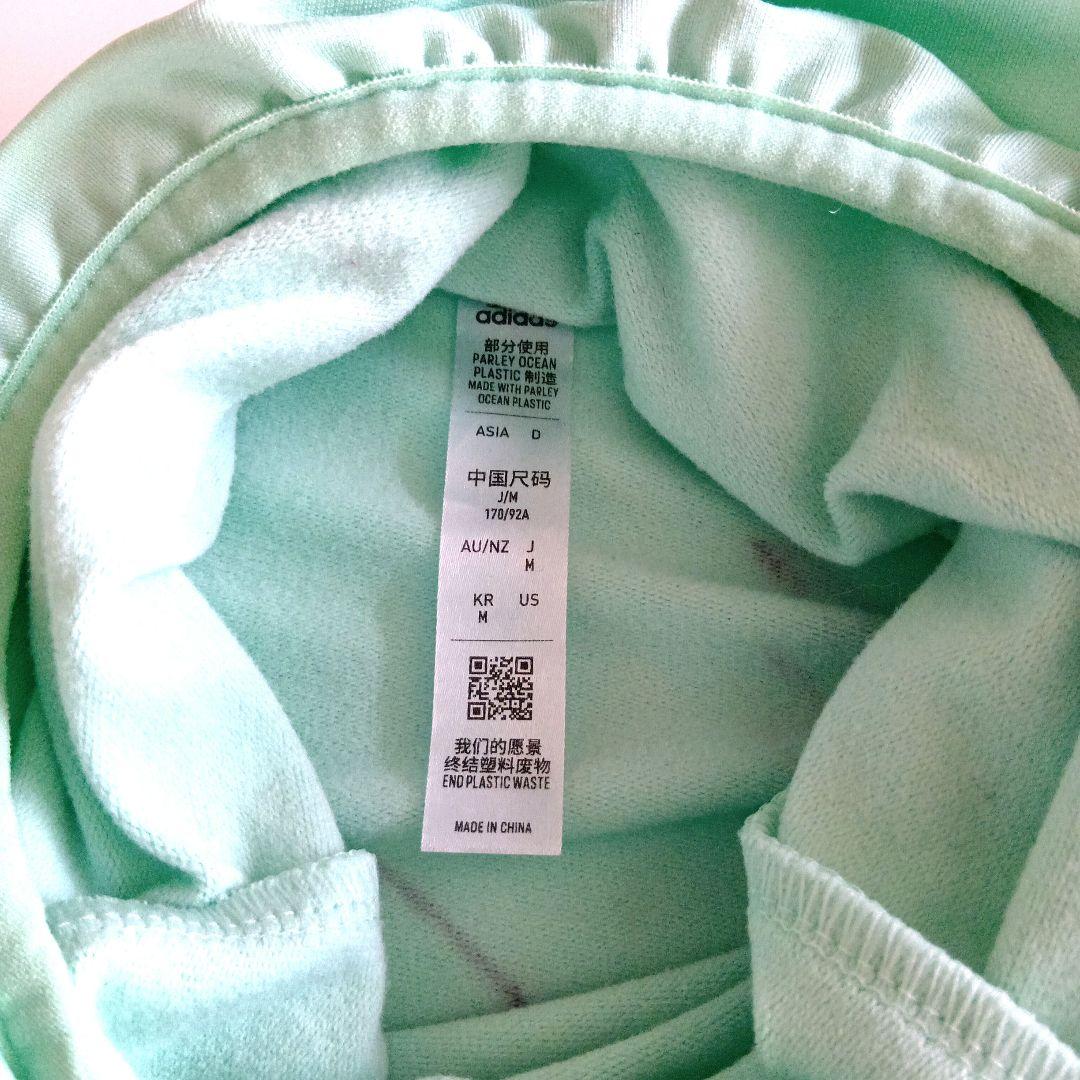 adidas
部分使用
PARLEY OCEAN
PLASTIC 制造
MADE WITH PARLEY
OCEAN PLASTIC
ASIA D
中国尺码
J/M
170/92A
AU/NZ J
M
KR US
M
我们的愿景
终结塑料废物
END PLASTIC WASTE
MADE IN CHINA